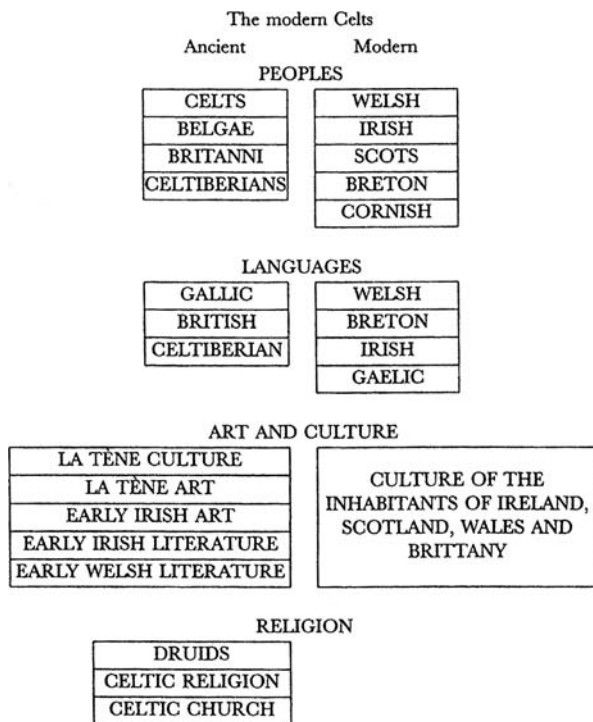 The modern Celts
Ancient Modern
PEOPLES
CELTS WELSH
BELGAE IRISH
BRITANNI SCOTS
CELTIBERIANS BRETON
CORNISH
LANGUAGES
GALLIC WELSH
BRITISH BRETON
CELTIBERIAN IRISH
GAELIC
ART AND CULTURE
LA TÈNE CULTURE
LA TÈNE ART
EARLY IRISH ART
EARLY IRISH LITERATURE
EARLY WELSH LITERATURE
CULTURE OF THE
INHABITANTS OF IRELAND,
SCOTLAND, WALES AND
BRITTANY
RELIGION
DRUIDS
CELTIC RELIGION
CELTIC CHURCH